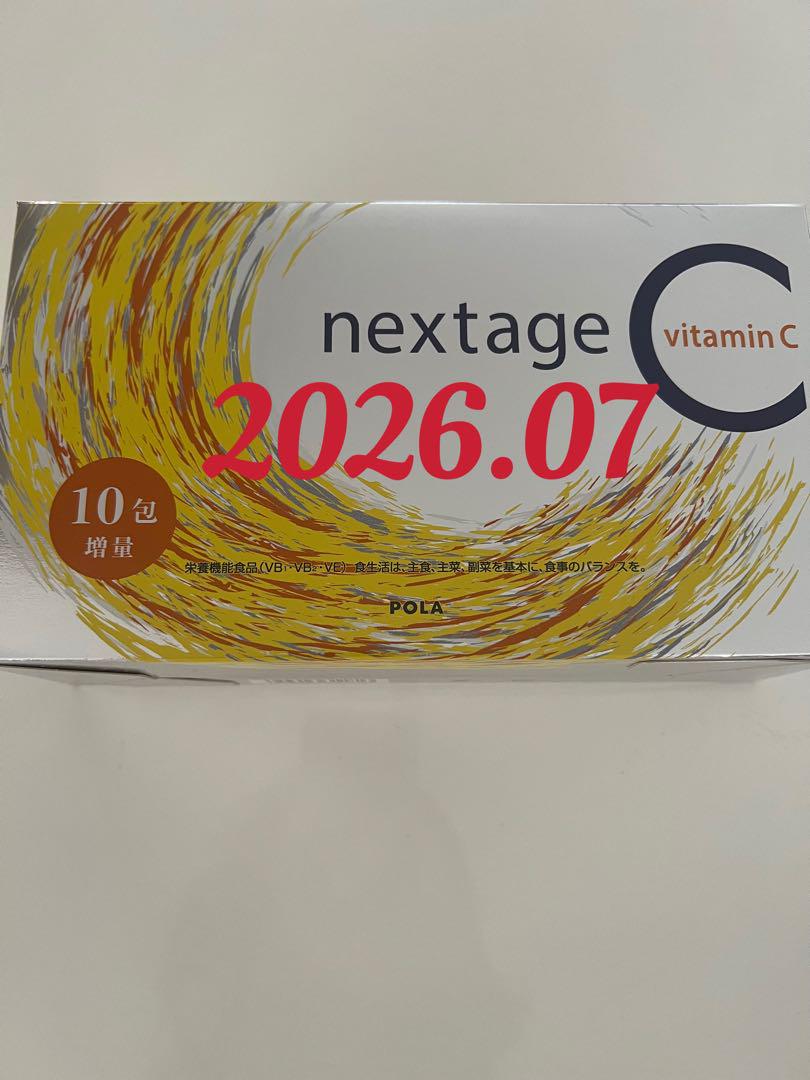 nextage C
vitamin C
2026.07
10包
増量
栄養機能食品(VB₁・VB₂・VE) 食生活は、主食、主菜、副菜を基本に、食事のバランスを。
POLA